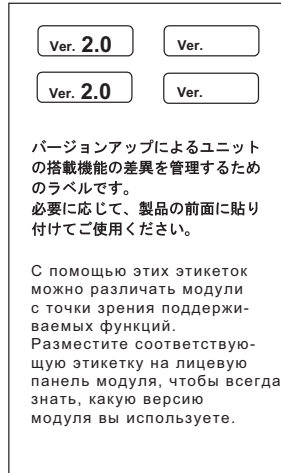 Ver. 2.0
Ver.
Ver. 2.0
Ver.
バージョンアップによるユニット
の搭載機能の差異を管理するため
のラベルです。
必要に応じて、製品の前面に貼り
付けてご使用ください。
С помощью этих этикеток
можно различать модули
с точки зрения поддержи-
ваемых функций.
Разместите соответствую-
щую этикетку на лицевую
панель модуля, чтобы всегда
знать, какую версию
модуля вы используете.